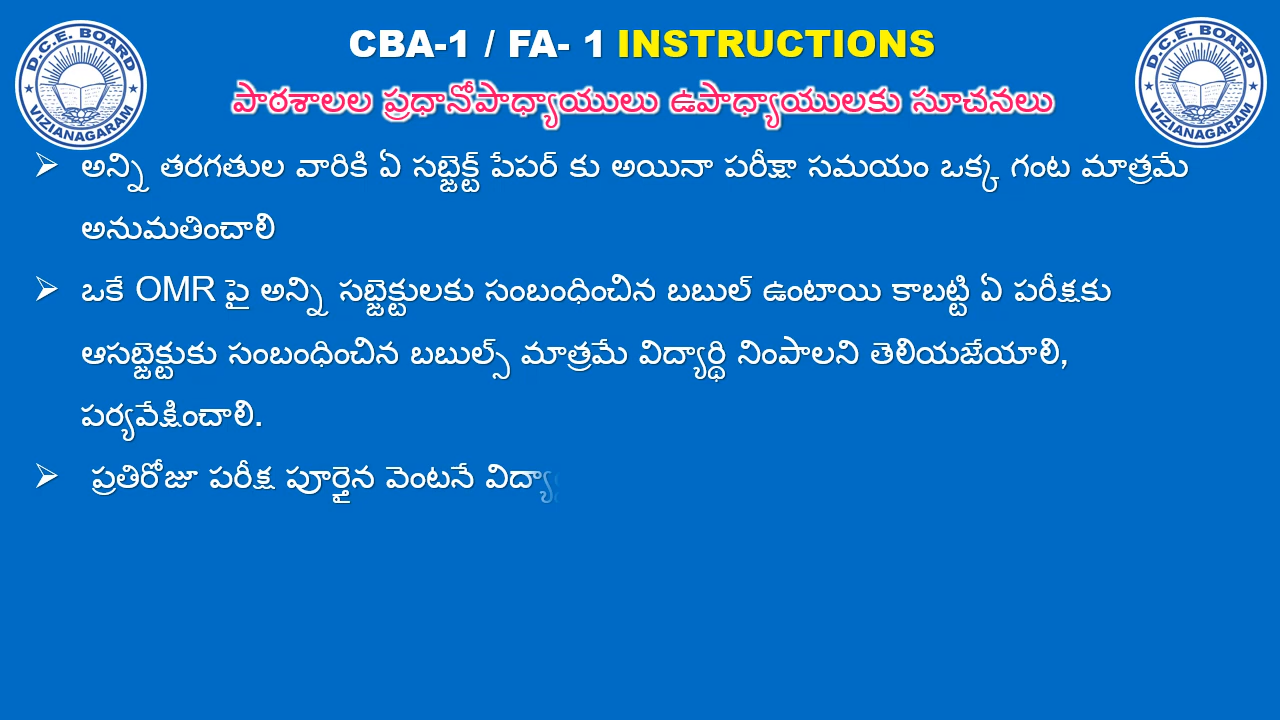 CBA-1 / FA- 1 INSTRUCTIONS
పాఠశాలల ప్రధానోపాధ్యాయులు ఉపాధ్యాయులకు సూచనలు
D.C.E. BOARD
VIZIANAGARAM
D.C.E. BOARD
VIZIANAGARAM
➢ అన్ని తరగతుల వారికి ఏ సబ్జెక్ట్ పేపర్ కు అయినా పరీక్షా సమయం ఒక్క గంట మాత్రమే
అనుమతించాలి
➢ ఒకే OMR పై అన్ని సబ్జెక్టులకు సంబంధించిన బబుల్ ఉంటాయి కాబట్టి ఏ పరీక్షకు
ఆసబ్జెక్టుకు సంబంధించిన బబుల్స్ మాత్రమే విద్యార్థి నింపాలని తెలియజేయాలి,
పర్యవేక్షించాలి.
➢ ప్రతిరోజూ పరీక్ష పూర్తైన వెంటనే